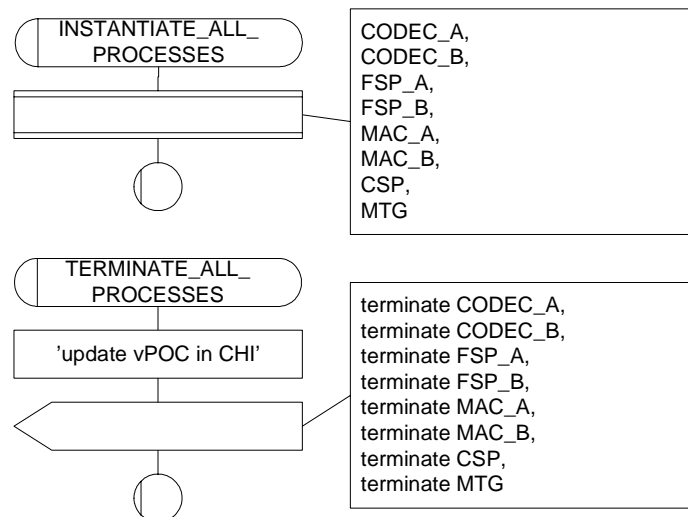 INSTANTIATE_ALL_
PROCESSES
CODEC_A,
CODEC_B,
FSP_A,
FSP_B,
MAC_A,
MAC_B,
CSP,
MTG
TERMINATE_ALL_
PROCESSES
'update vPOC in CHI'
terminate CODEC_A,
terminate CODEC_B,
terminate FSP_A,
terminate FSP_B,
terminate MAC_A,
terminate MAC_B,
terminate CSP,
terminate MTG